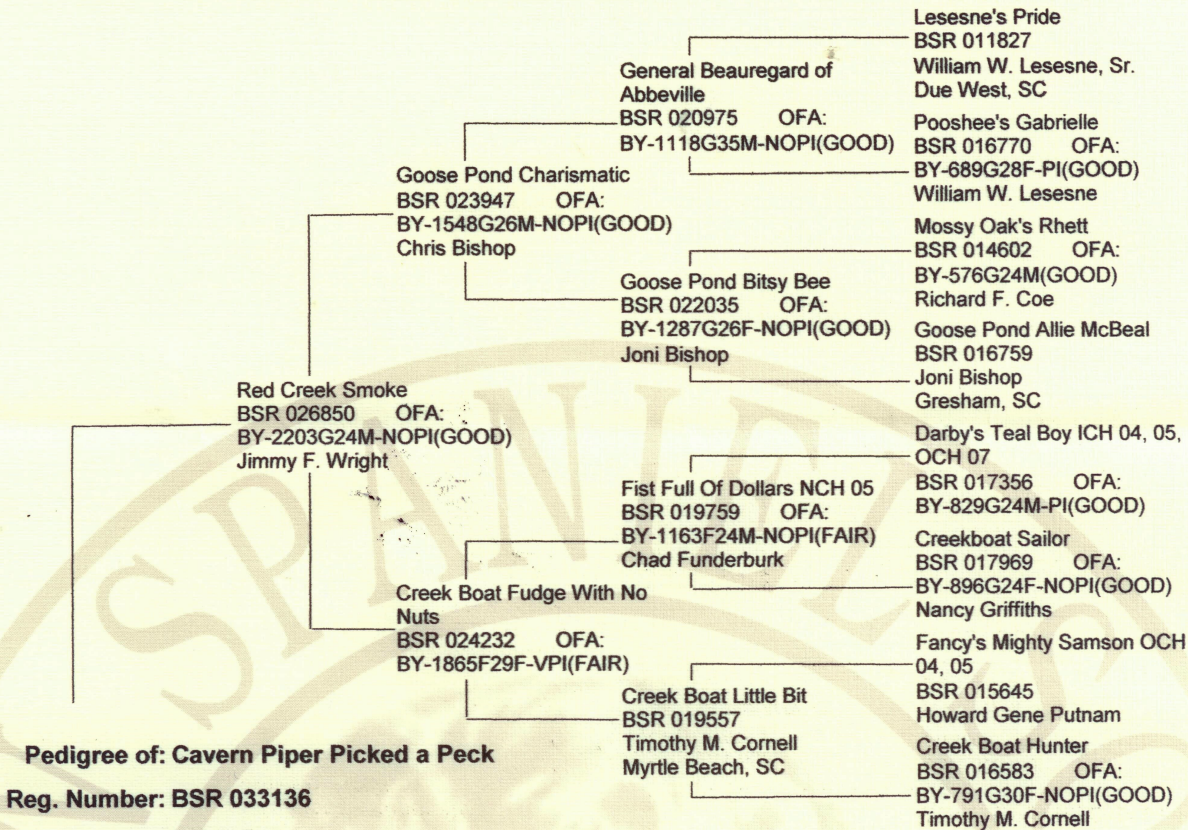 Lesesne's Pride
BSR 011827
William W. Lesesne, Sr.
Due West, SC
General Beauregard of
Abbeville
BSR 020975 OFA:
BY-1118G35M-NOPI(GOOD)
Pooshee's Gabrielle
BSR 016770 OFA:
BY-689G28F-PI(GOOD)
William W. Lesesne
Goose Pond Charismatic
BSR 023947 OFA:
BY-1548G26M-NOPI(GOOD)
Chris Bishop
Mossy Oak's Rhett
BSR 014602 OFA:
BY-576G24M(GOOD)
Richard F. Coe
Goose Pond Bitsy Bee
BSR 022035 OFA:
BY-1287G26F-NOPI(GOOD)
Joni Bishop
Goose Pond Allie McBeal
BSR 016759
Joni Bishop
Gresham, SC
Red Creek Smoke
BSR 026850 OFA:
BY-2203G24M-NOPI(GOOD)
Jimmy F. Wright
Darby's Teal Boy ICH 04, 05,
OCH 07
BSR 017356 OFA:
BY-829G24M-PI(GOOD)
Fist Full Of Dollars NCH 05
BSR 019759 OFA:
BY-1163F24M-NOPI(FAIR)
Chad Funderburk
Creekboat Sailor
BSR 017969 OFA:
BY-896G24F-NOPI(GOOD)
Nancy Griffiths
Creek Boat Fudge With No
Nuts
BSR 024232 OFA:
BY-1865F29F-VPI(FAIR)
Fancy's Mighty Samson OCH
04, 05
BSR 015645
Howard Gene Putnam
Creek Boat Little Bit
BSR 019557
Timothy M. Cornell
Myrtle Beach, SC
Creek Boat Hunter
BSR 016583 OFA:
BY-791G30F-NOPI(GOOD)
Timothy M. Cornell
Pedigree of: Cavern Piper Picked a Peck
Reg. Number: BSR 033136
SPANIEL S